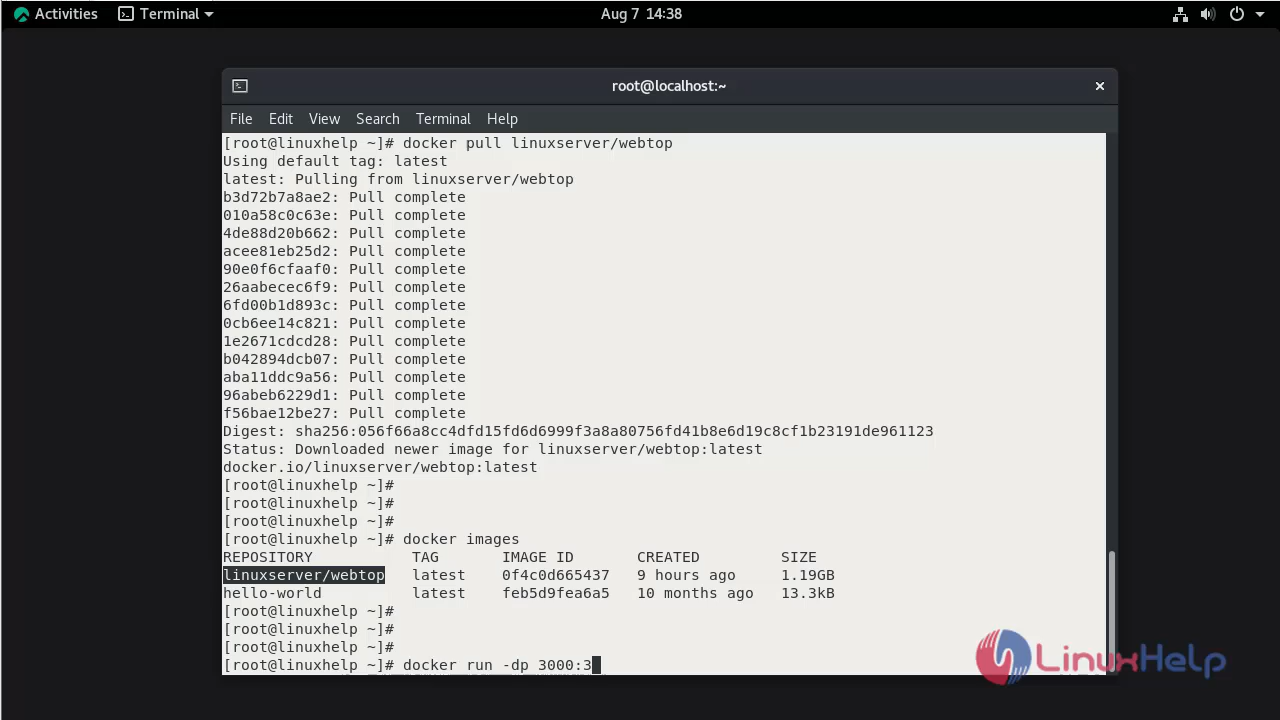 Activities Terminal Aug 7 14:38
root@localhost:~
File Edit View Search Terminal Help
[root@linuxhelp ~]# docker pull linuxserver/webtop
Using default tag: latest
latest: Pulling from linuxserver/webtop
b3d72b7a8ae2: Pull complete
010a58c0c63e: Pull complete
4de88d20b662: Pull complete
acee81eb25d2: Pull complete
90e0f6cfaaf0: Pull complete
26aabecec6f9: Pull complete
6fd00b1d893c: Pull complete
0cb6ee14c821: Pull complete
1e2671cdcd28: Pull complete
b042894dcb07: Pull complete
aba11ddc9a56: Pull complete
96abeb6229d1: Pull complete
f56bae12be27: Pull complete
Digest: sha256:056f66a8cc4dfd15fd6d6999f3a8a80756fd41b8e6d19c8cf1b23191de961123
Status: Downloaded newer image for linuxserver/webtop:latest
docker.io/linuxserver/webtop:latest
[root@linuxhelp ~]#
[root@linuxhelp ~]#
[root@linuxhelp ~]#
[root@linuxhelp ~]# docker images
REPOSITORY TAG IMAGE ID CREATED SIZE
linuxserver/webtop latest 0f4c0d665437 9 hours ago 1.19GB
hello-world latest feb5d9fea6a5 10 months ago 13.3kB
[root@linuxhelp ~]#
[root@linuxhelp ~]#
[root@linuxhelp ~]#
[root@linuxhelp ~]# docker run -dp 3000:3
LinuxHelp